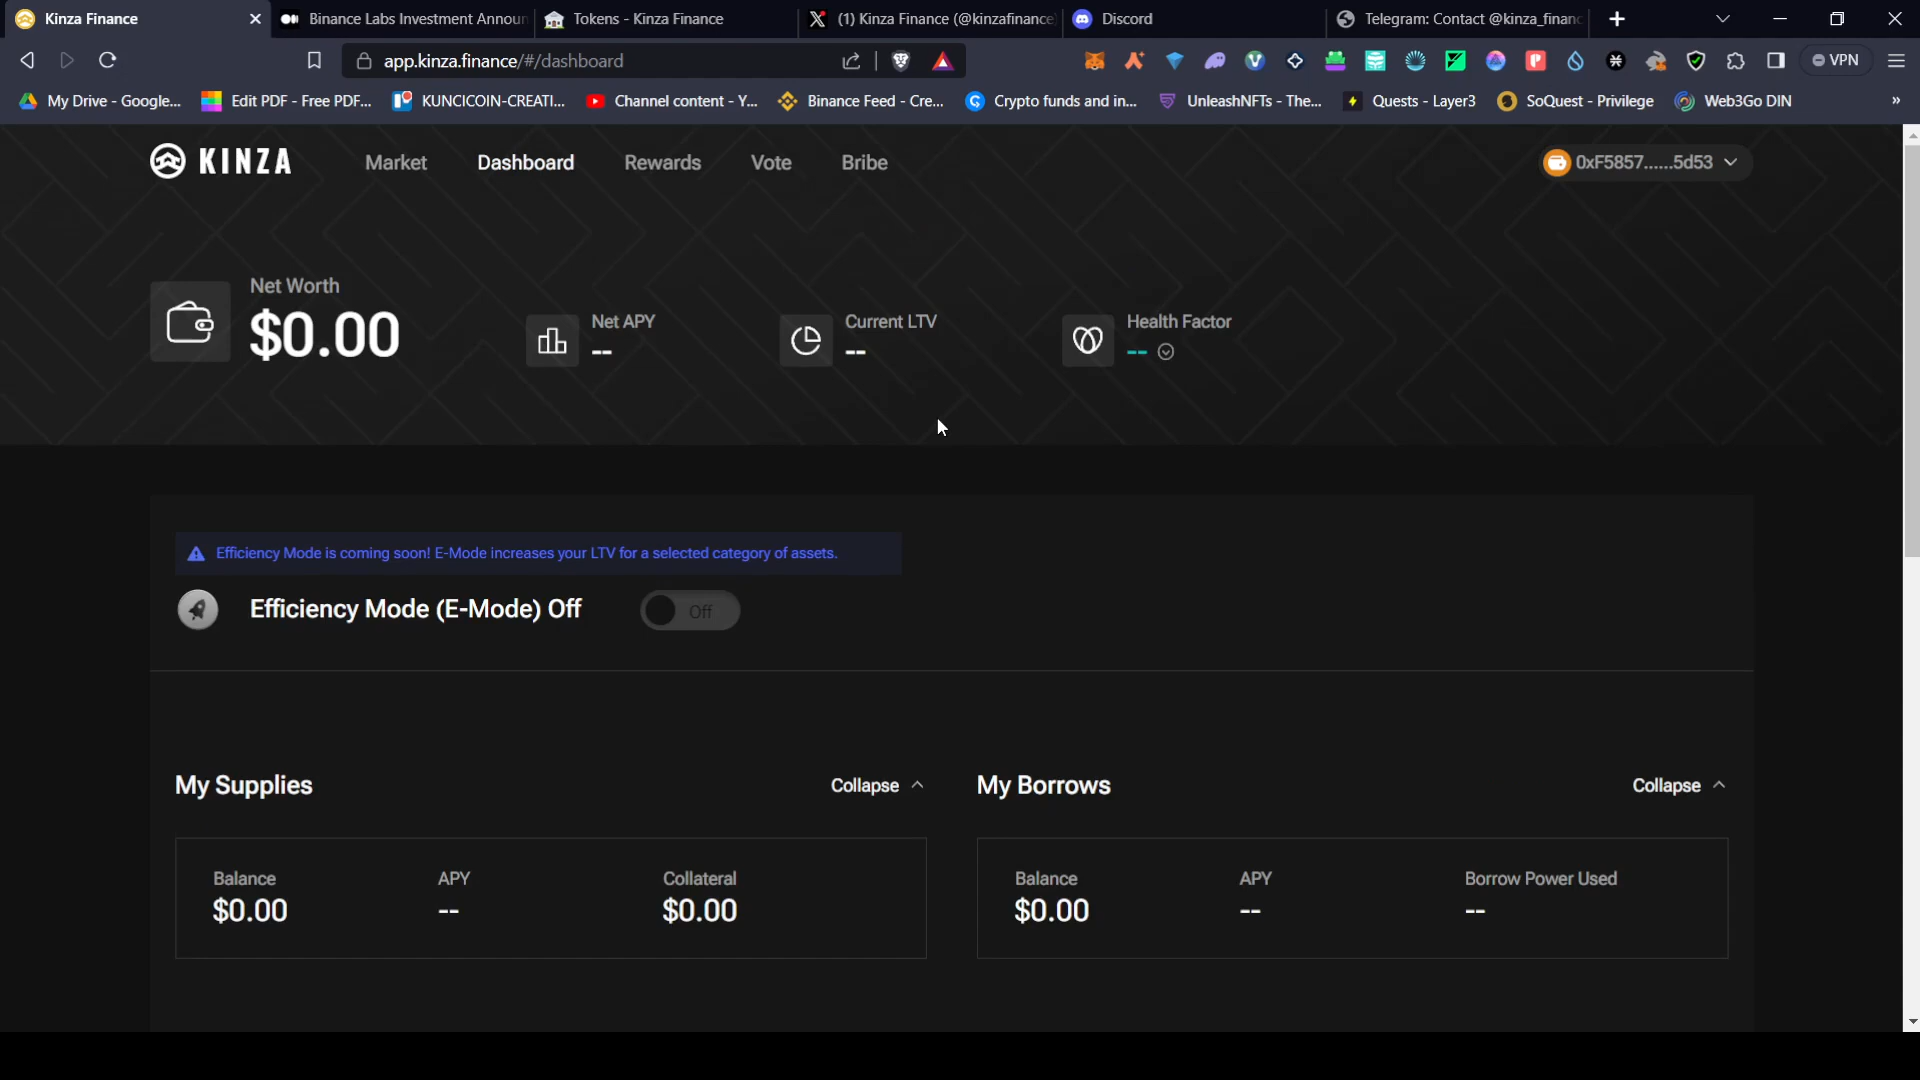 Kinza Finance
Binance Labs Investment Announ
Tokens - Kinza Finance
(1) Kinza Finance (@kinzafinance
Discord
Telegram: Contact @kinza_financ
app.kinza.finance/#/dashboard
VPN
My Drive - Google...
Edit PDF - Free PDF...
KUNCICOIN-CREATI...
Channel content - Y...
Binance Feed - Cre...
Crypto funds and in...
UnleashNFTs - The...
Quests - Layer3
SoQuest - Privilege
Web3Go DIN
»
KINZA
Market
Dashboard
Rewards
Vote
Bribe
0xF5857......5d53
Net Worth
$0.00
Net APY
--
Current LTV
--
Health Factor
--
Efficiency Mode is coming soon! E-Mode increases your LTV for a selected category of assets.
Efficiency Mode (E-Mode) Off
Off
My Supplies
Collapse
Balance
$0.00
APY
--
Collateral
$0.00
My Borrows
Collapse
Balance
$0.00
APY
--
Borrow Power Used
--